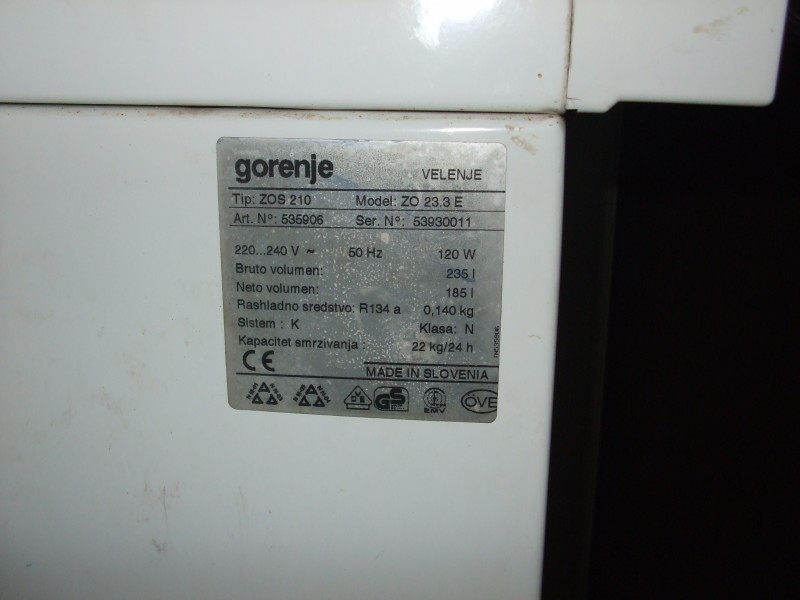 gorenje VELENJE
Tip: ZOS 210 Model: ZO 23.3 E
Art. Nº: 535906 Ser. Nº: 53930011
220...240 V ~ 50 Hz 120 W
Bruto volumen: 235 l
Neto volumen: 185 l
Rashladno sredstvo: R134 a 0,140 kg
Sistem : K Klasa: N
Kapacitet smrzivanja : 22 kg/24 h
CE
MADE IN SLOVENIA
GS
ÖVE